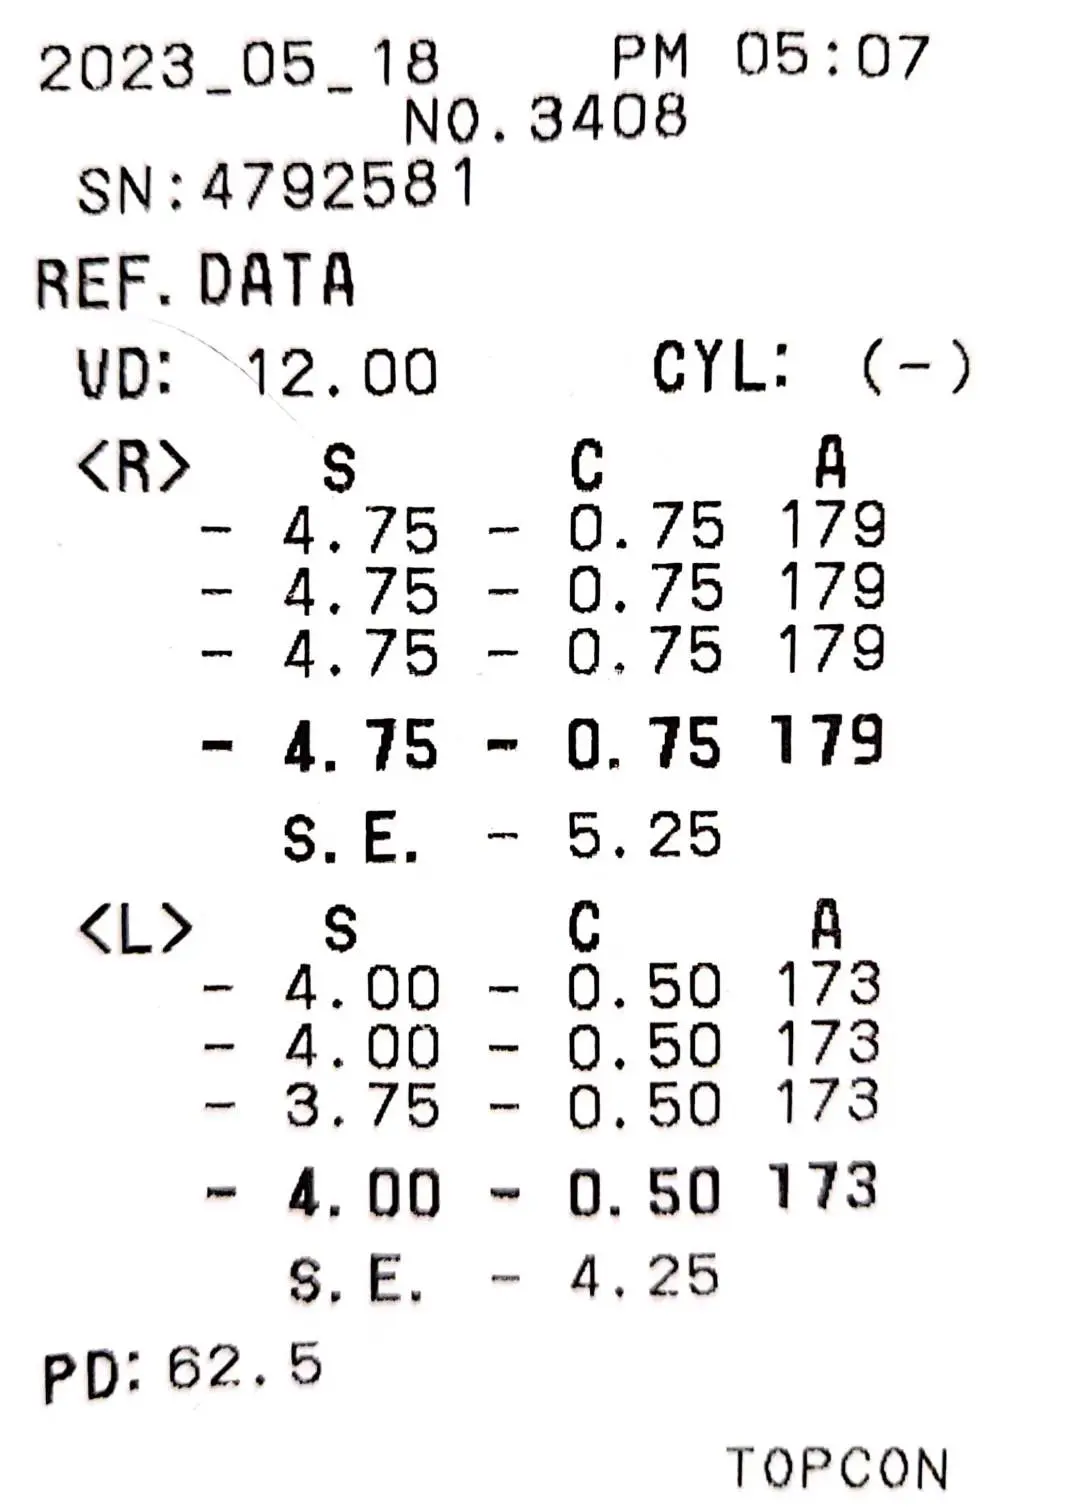 2023_05_18 PM 05:07
NO.3408
SN:4792581
REF.DATA
VD: 12.00 CYL: (-)
<R> S C A
- 4.75 - 0.75 179
- 4.75 - 0.75 179
- 4.75 - 0.75 179
- 4.75 - 0.75 179
S.E. - 5.25
<L> S C A
- 4.00 - 0.50 173
- 4.00 - 0.50 173
- 3.75 - 0.50 173
- 4.00 - 0.50 173
S.E. - 4.25
PD:62.5
TOPCON